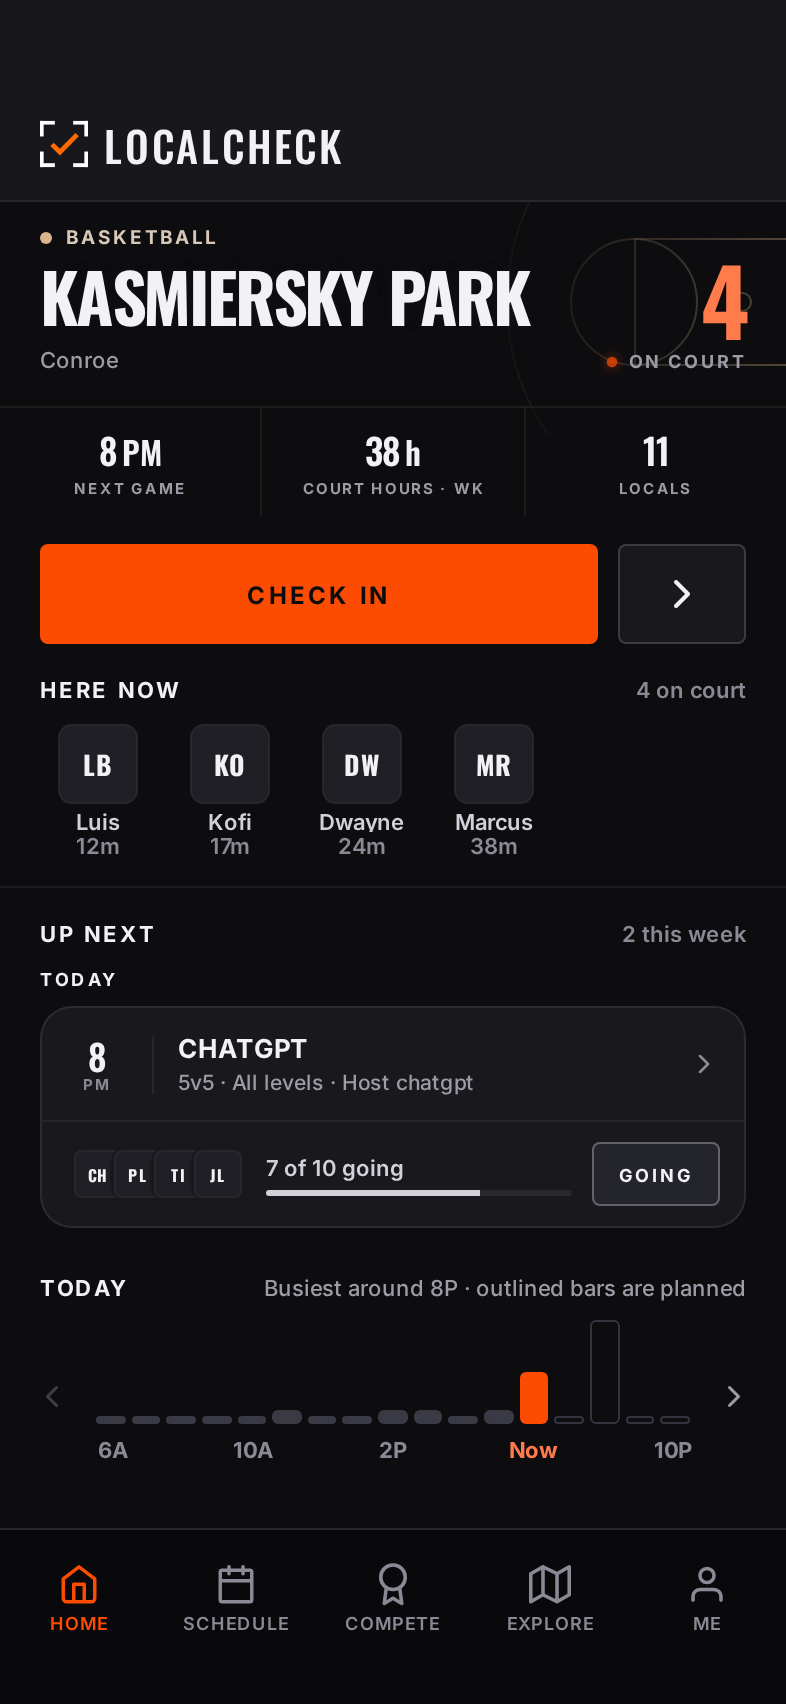 LOCALCHECK
BASKETBALL
KASMIERSKY PARK
4
Conroe
ON COURT
8 PM
NEXT GAME
38 h
COURT HOURS · WK
11
LOCALS
CHECK IN
HERE NOW
4 on court
LB
KO
DW
MR
Luis
Kofi
Dwayne
Marcus
12m
17m
24m
38m
UP NEXT
2 this week
TODAY
8
PM
CHATGPT
5v5 · All levels · Host chatgpt
CH
PL
TI
JL
7 of 10 going
GOING
TODAY
Busiest around 8P · outlined bars are planned
6A
10A
2P
Now
10P
HOME
SCHEDULE
COMPETE
EXPLORE
ME